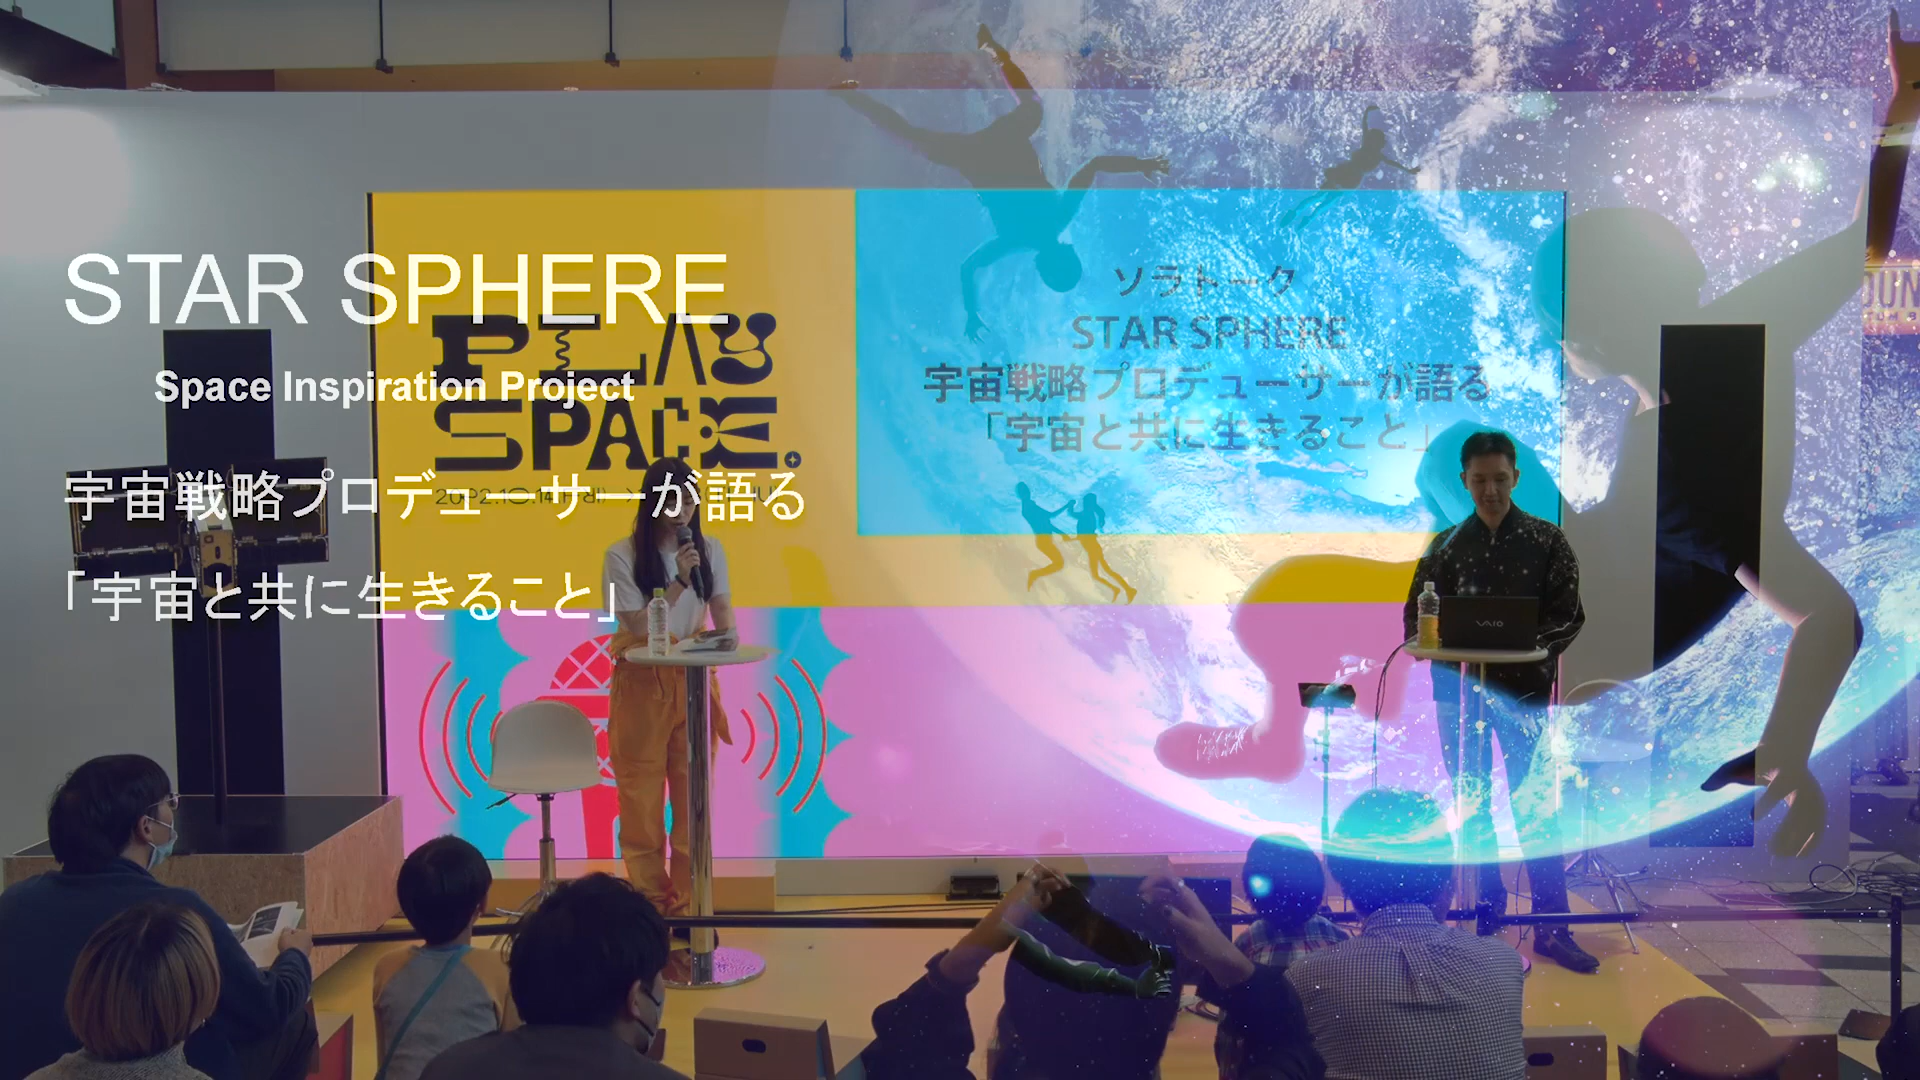 STAR SPHERE
Space Inspiration Project
宇宙戦略プロデューサーが語る
「宇宙と共に生きること」
PLAY
SPACE.
ソラトーク
STAR SPHERE
宇宙戦略プロデューサーが語る
「宇宙と共に生きること」
VAIO